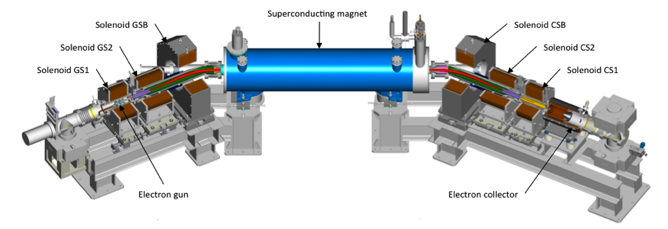 Superconducting magnet
Solenoid GSB
Solenoid CSB
Solenoid GS2
Solenoid CS2
Solenoid GS1
Solenoid CS1
Electron gun
Electron collector